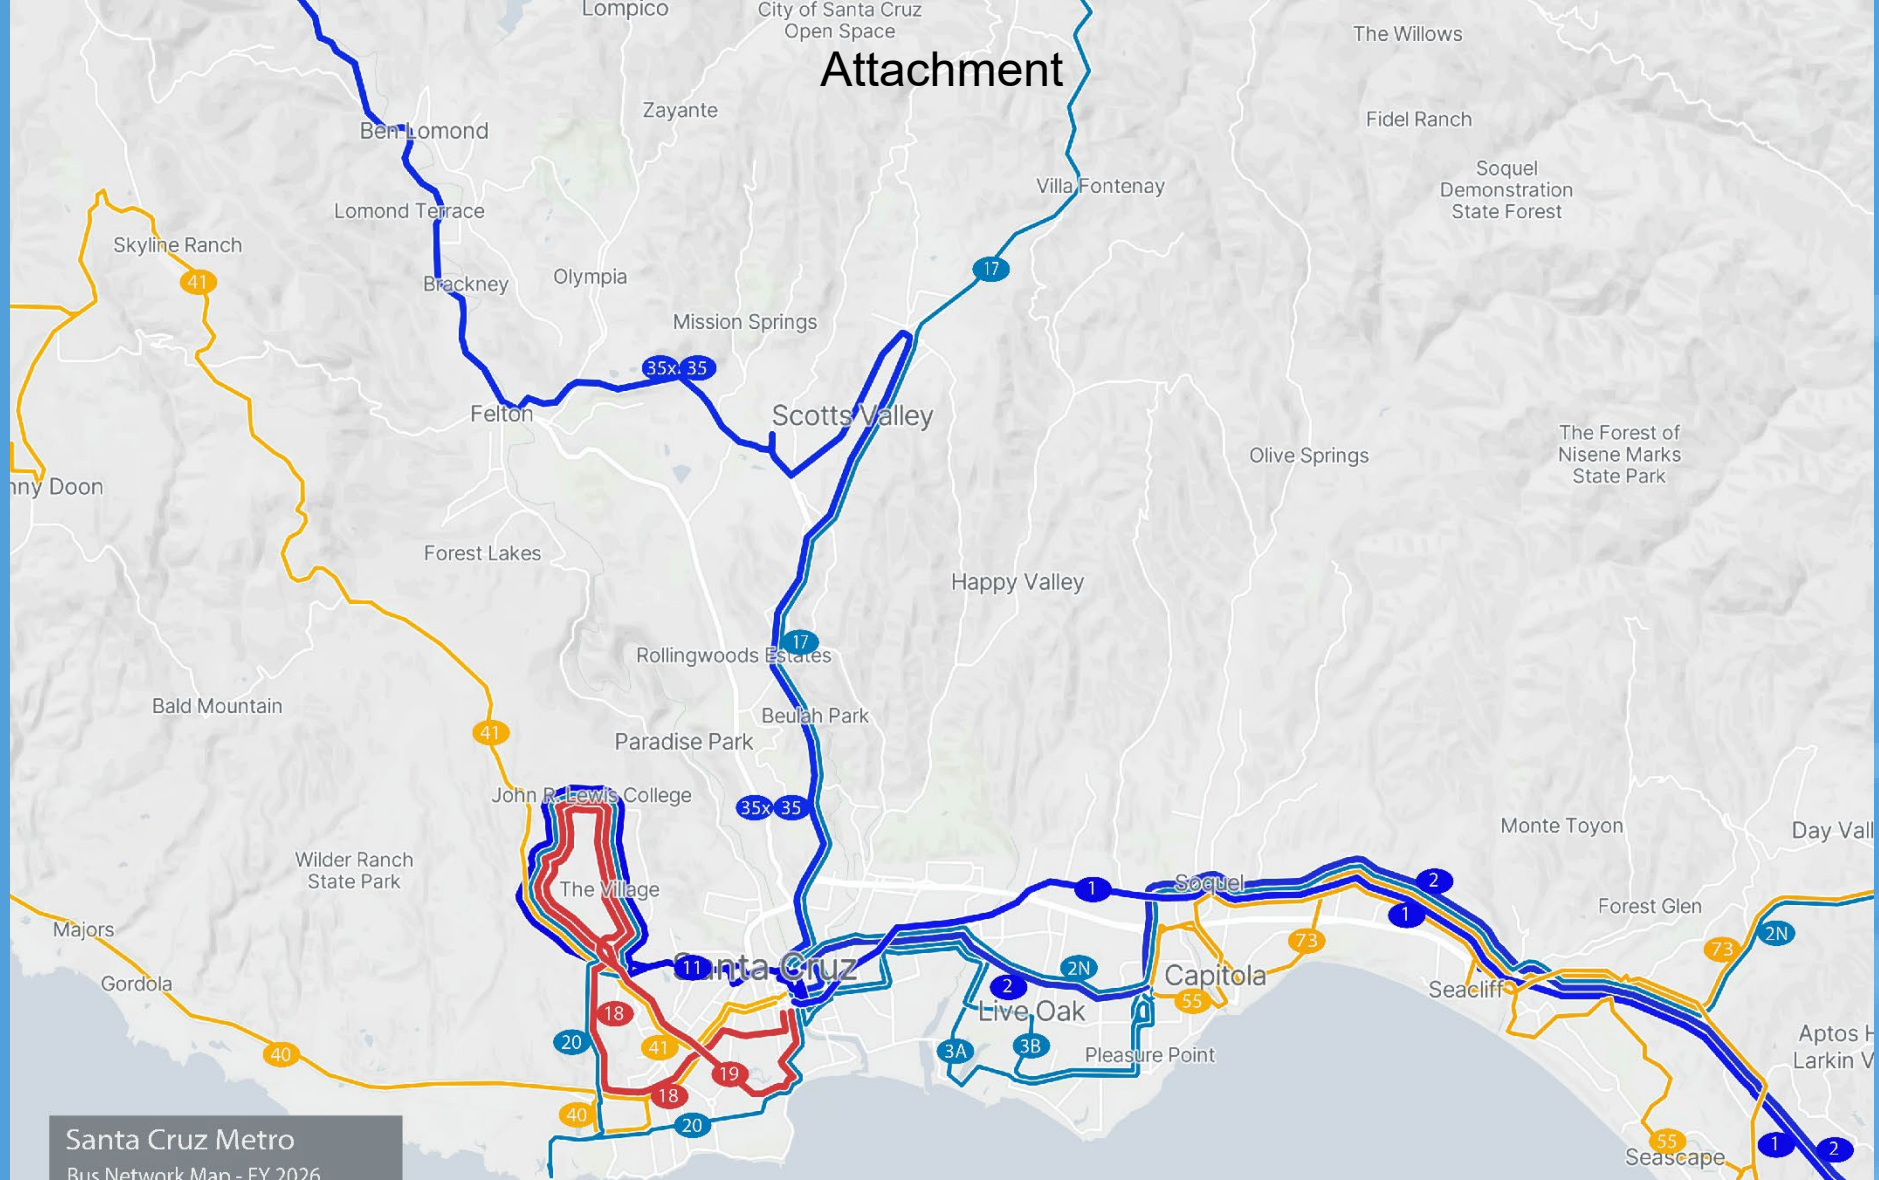 Lompico
City of Santa Cruz
Open Space
The Willows
Attachment
Zayante
Fidel Ranch
Ben Lomond
Soquel
Demonstration
State Forest
Villa Fontenay
Lomond Terrace
Skyline Ranch
41
17
Olympia
Brackney
Mission Springs
35x 35
Felton
Scotts Valley
The Forest of
Nisene Marks
State Park
Olive Springs
nny Doon
Forest Lakes
Happy Valley
17
Rollingwoods Estates
Bald Mountain
Beulah Park
41
Paradise Park
John R. Lewis College
35x 35
Monte Toyon
Day Vall
Wilder Ranch
State Park
The Village
1
Soquel
2
Forest Glen
1
Majors
73
73
2N
11
Santa Cruz
2N
Capitola
Gordola
2
55
Seacliff
Live Oak
18
20
41
3A
3B
Pleasure Point
Aptos H
Larkin V
40
19
18
40
20
Santa Cruz Metro
Bus Network Map - FY 2026
55
1
2
Seascape